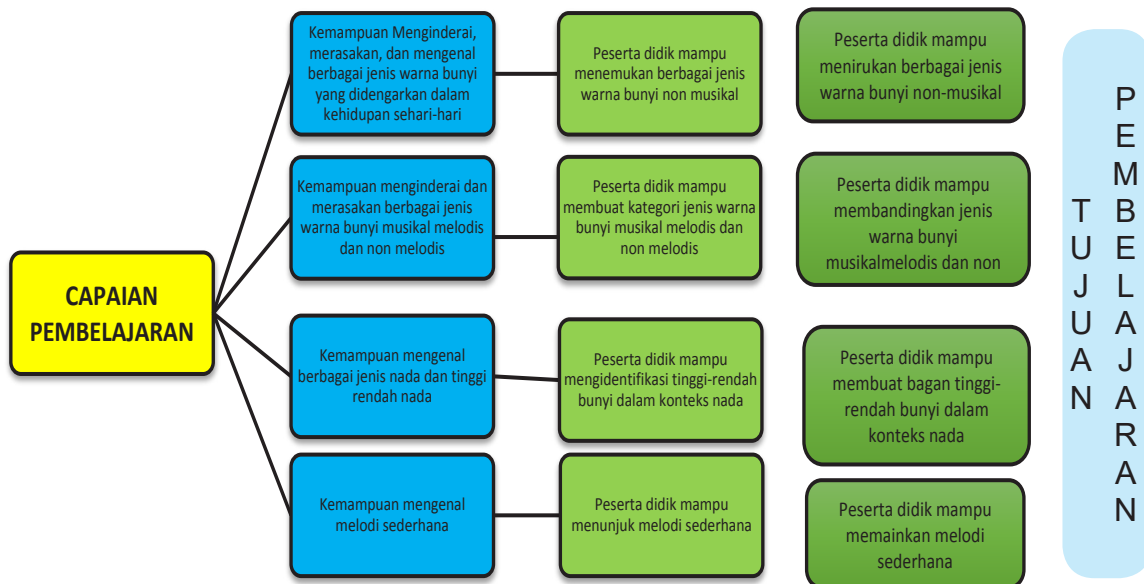 CAPAIAN
PEMBELAJARAN
Kemampuan Menginderai,
merasakan, dan mengenal
berbagai jenis warna bunyi
yang didengarkan dalam
kehidupan sehari-hari
Peserta didik mampu
menemukan berbagai jenis
warna bunyi non musikal
Peserta didik mampu
menirukan berbagai jenis
warna bunyi non-musikal
Kemampuan menginderai dan
merasakan berbagai jenis
warna bunyi musikal melodis
dan non melodis
Peserta didik mampu
membuat kategori jenis warna
bunyi musikal melodis dan
non melodis
Peserta didik mampu
membandingkan jenis
warna bunyi
musikalmelodis dan non
Kemampuan mengenal
berbagai jenis nada dan tinggi
rendah nada
Peserta didik mampu
mengidentifikasi tinggi-rendah
bunyi dalam konteks nada
Peserta didik mampu
membuat bagan tinggi-
rendah bunyi dalam
konteks nada
Kemampuan mengenal
melodi sederhana
Peserta didik mampu
menunjuk melodi sederhana
Peserta didik mampu
memainkan melodi
sederhana
TUJUAN
PEMBELAJARAN